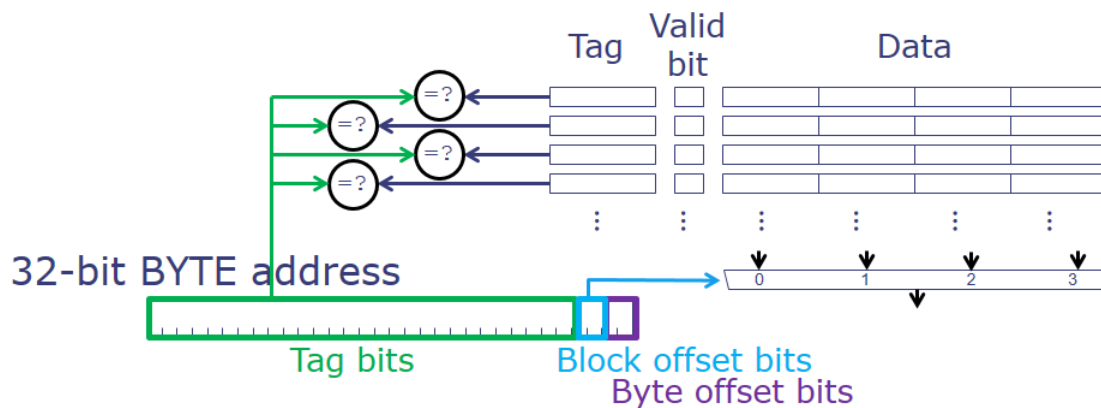 Valid
Tag bit Data
=?
=?
=?
=?
⋮ ⋮ ⋮ ⋮ ⋮ ⋮
32-bit BYTE address
0 1 2 3
Tag bits Block offset bits
Byte offset bits